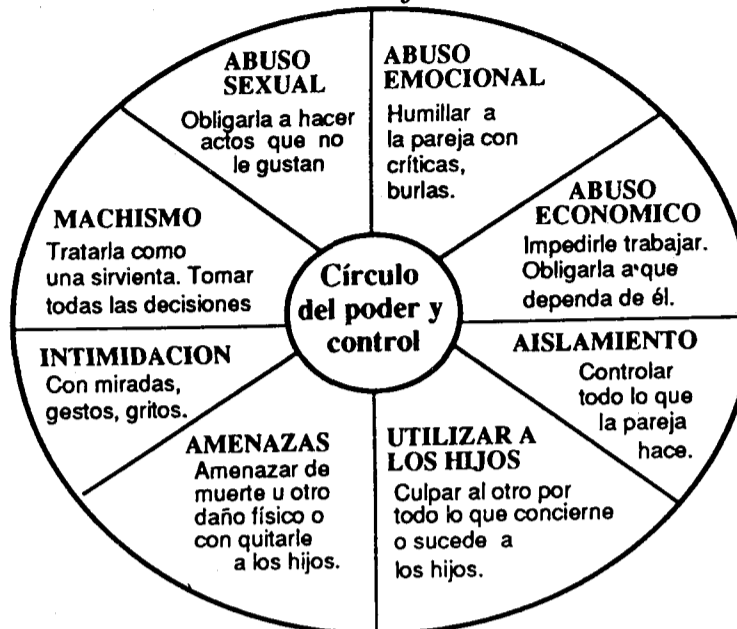 ABUSO
SEXUAL
Obligarla a hacer
actos que no
le gustan
ABUSO
EMOCIONAL
Humillar a
la pareja con
críticas,
burlas.
ABUSO
ECONOMICO
Impedirle trabajar.
Obligarla a que
dependa de él.
AISLAMIENTO
Controlar
todo lo que
la pareja
hace.
UTILIZAR A
LOS HIJOS
Culpar al otro por
todo lo que concierne
o sucede a
los hijos.
AMENAZAS
Amenazar de
muerte u otro
daño físico o
con quitarle
a los hijos.
INTIMIDACION
Con miradas,
gestos, gritos.
MACHISMO
Tratarla como
una sirvienta. Tomar
todas las decisiones
Círculo
del poder y
control